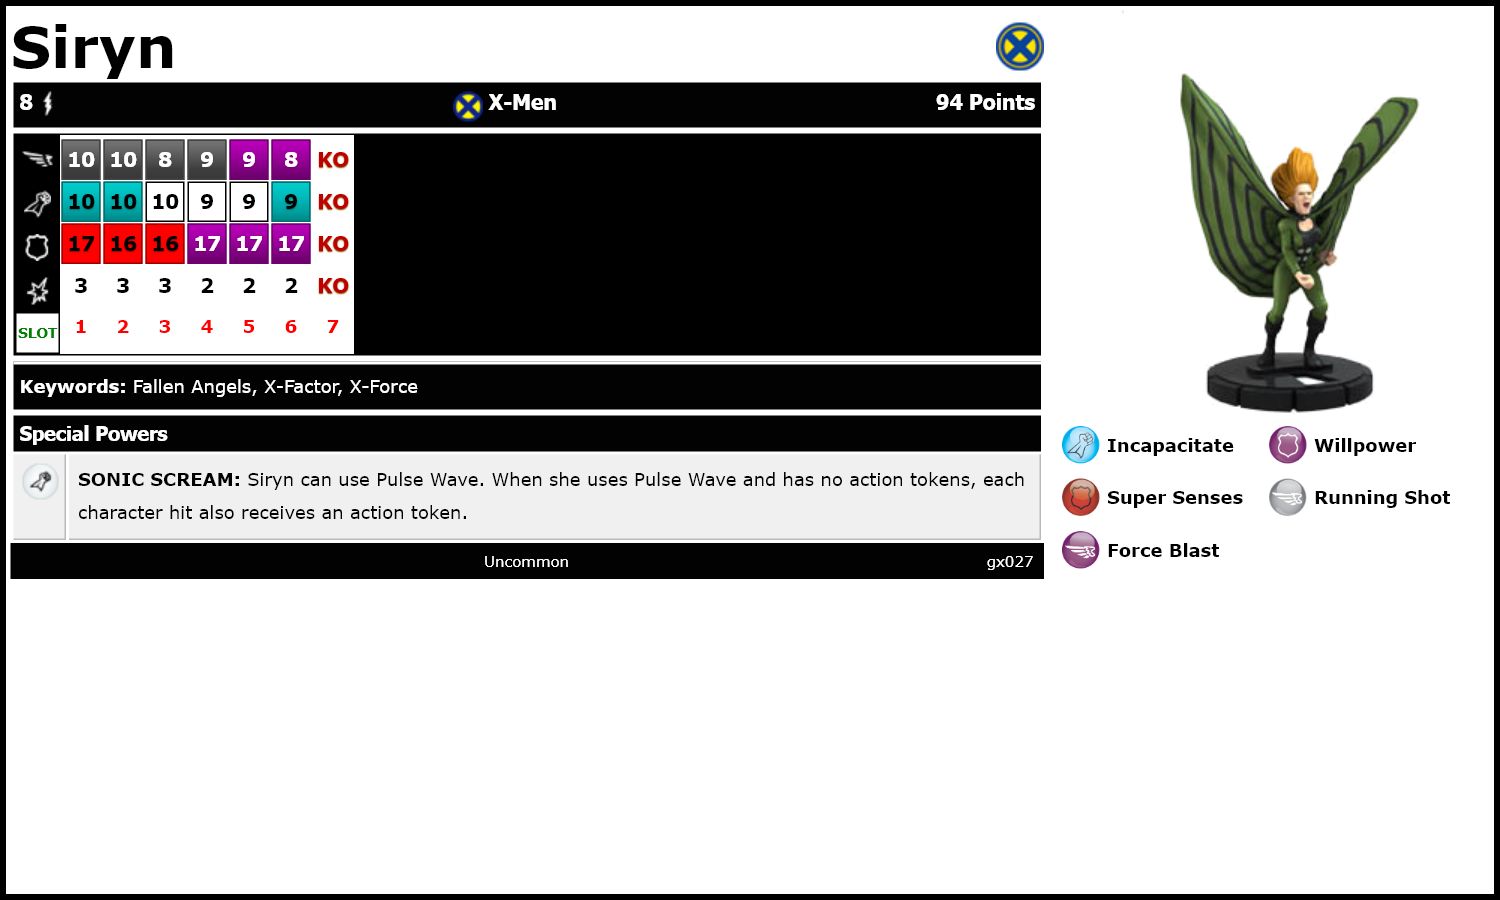 Siryn
8 X-Men 94 Points
10 10 8 9 9 8 KO
10 10 10 9 9 9 KO
17 16 16 17 17 17 KO
3 3 3 2 2 2 KO
SLOT 1 2 3 4 5 6 7
Keywords: Fallen Angels, X-Factor, X-Force
Special Powers
SONIC SCREAM: Siryn can use Pulse Wave. When she uses Pulse Wave and has no action tokens, each
character hit also receives an action token.
Uncommon gx027
Incapacitate Willpower
Super Senses Running Shot
Force Blast